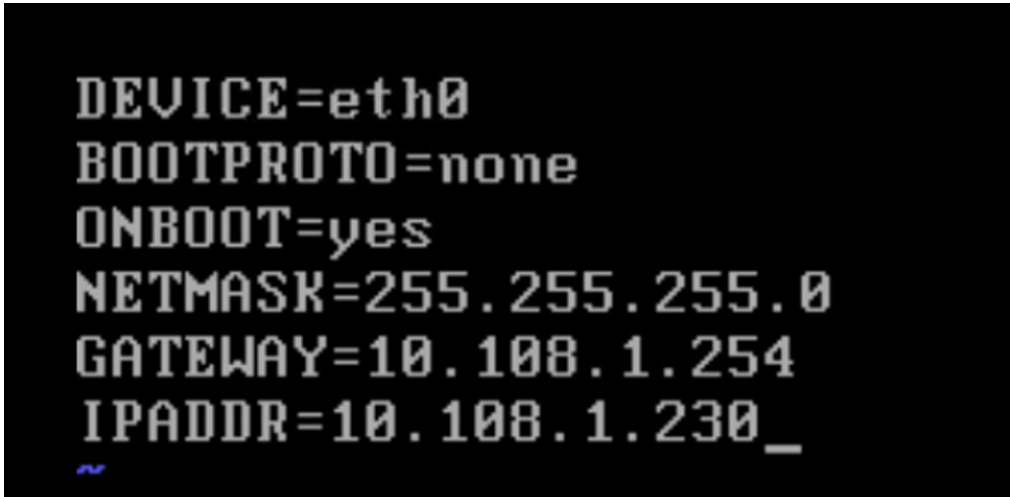 DEVICE=eth0
BOOTPROTO=none
ONBOOT=yes
NETMASK=255.255.255.0
GATEWAY=10.108.1.254
IPADDR=10.108.1.230_
~